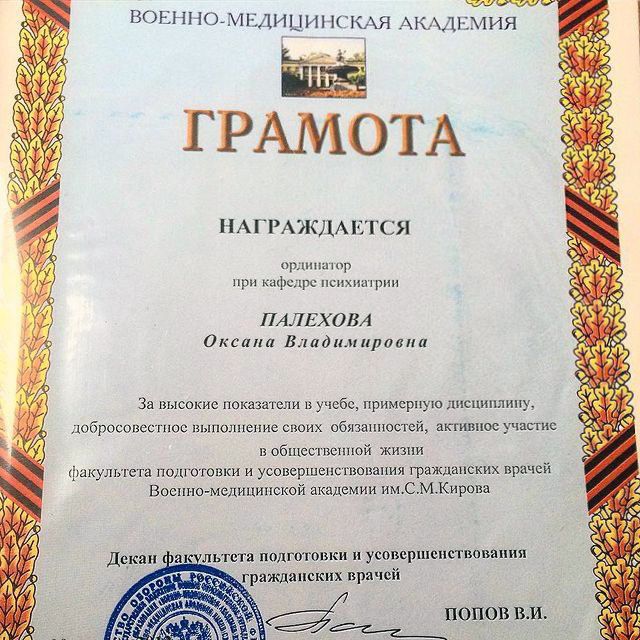 ВОЕННО-МЕДИЦИНСКАЯ АКАДЕМИЯ
ГРАМОТА
НАГРАЖДАЕТСЯ
ординатор
при кафедре психиатрии
ПАЛЕХОВА
Оксана Владимировна
За высокие показатели в учебе, примерную дисциплину,
добросовестное выполнение своих обязанностей, активное участие
в общественной жизни
факультета подготовки и усовершенствования гражданских врачей
Военно-медицинской академии им.С.М.Кирова
Декан факультета подготовки и усовершенствования
гражданских врачей
ПОПОВ В.И.